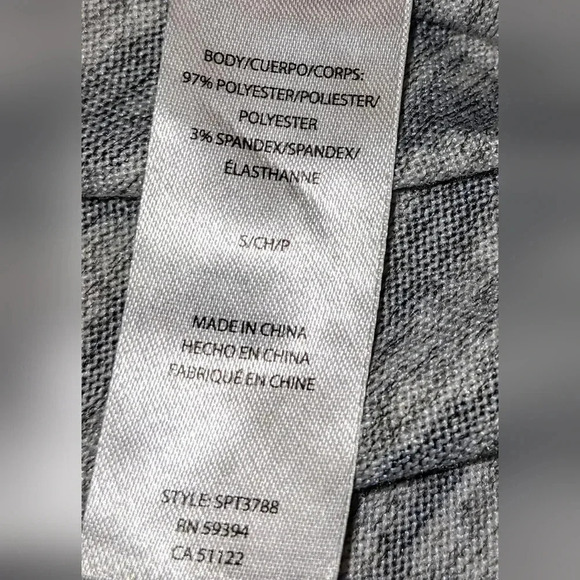 BODY/CUERPO/CORPS:
97% POLYESTER/POLIESTER/
POLYESTER
3% SPANDEX/SPANDEX/
ÉLASTHANNE
S/CH/P
MADE IN CHINA
HECHO EN CHINA
FABRIQUÉ EN CHINE
STYLE: SPT3788
RN 59394
CA 51122